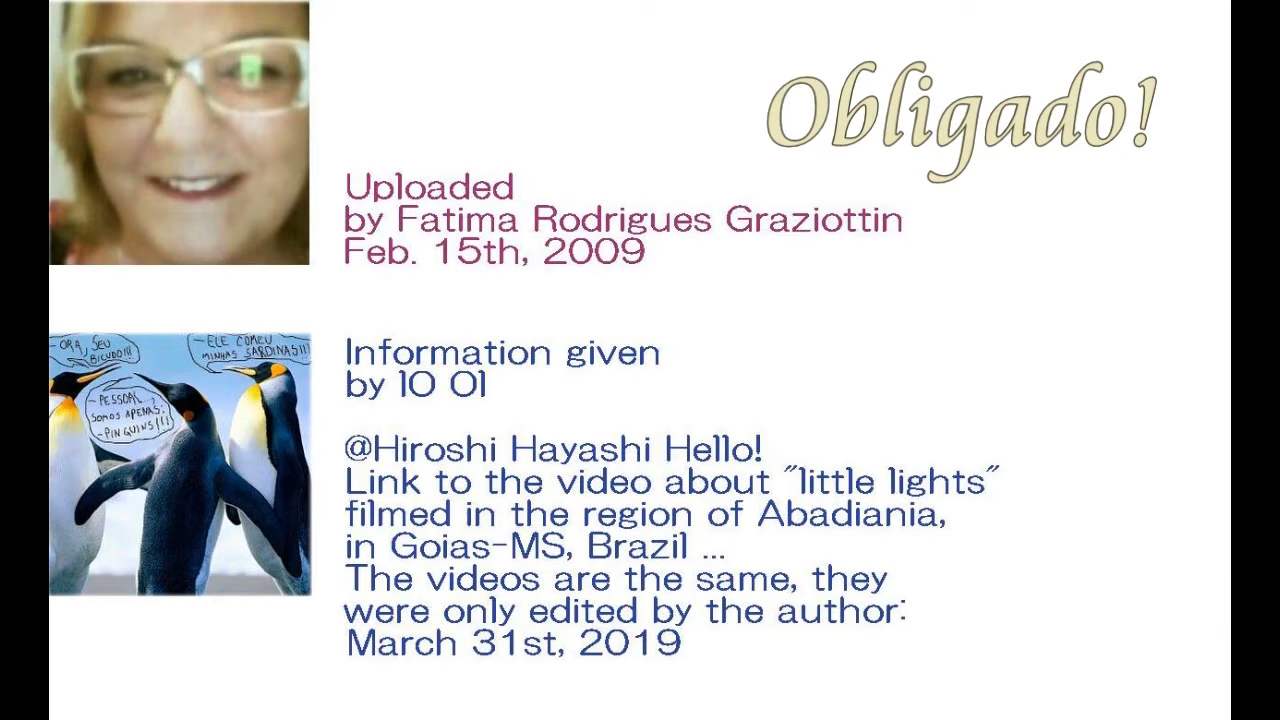 Obligado!
Uploaded
by Fatima Rodrigues Graziottin
Feb. 15th, 2009
- ORA, SEU
BICUDO!!!
- ELE COMEU
MINHAS SARDINAS!!!
- PESSOAL...
SOMOS APENAS:
- PINGUINS!!!
Information given
by IO OI
@Hiroshi Hayashi Hello!
Link to the video about "little lights"
filmed in the region of Abadiania,
in Goias-MS, Brazil ...
The videos are the same, they
were only edited by the author:
March 31st, 2019